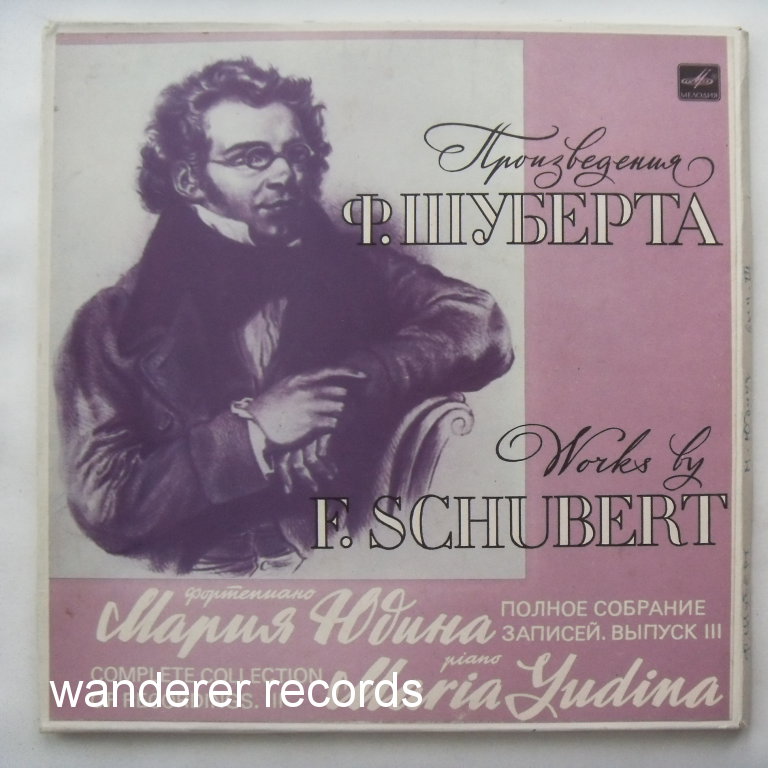 МЕЛОДИЯ
Произведения
Ф. ШУБЕРТА
Works by
F. SCHUBERT
фортепиано
Мария Юдина
ПОЛНОЕ СОБРАНИЕ
ЗАПИСЕЙ. ВЫПУСК III
piano
Maria Yudina
COMPLETE COLLECTION
wanderer records